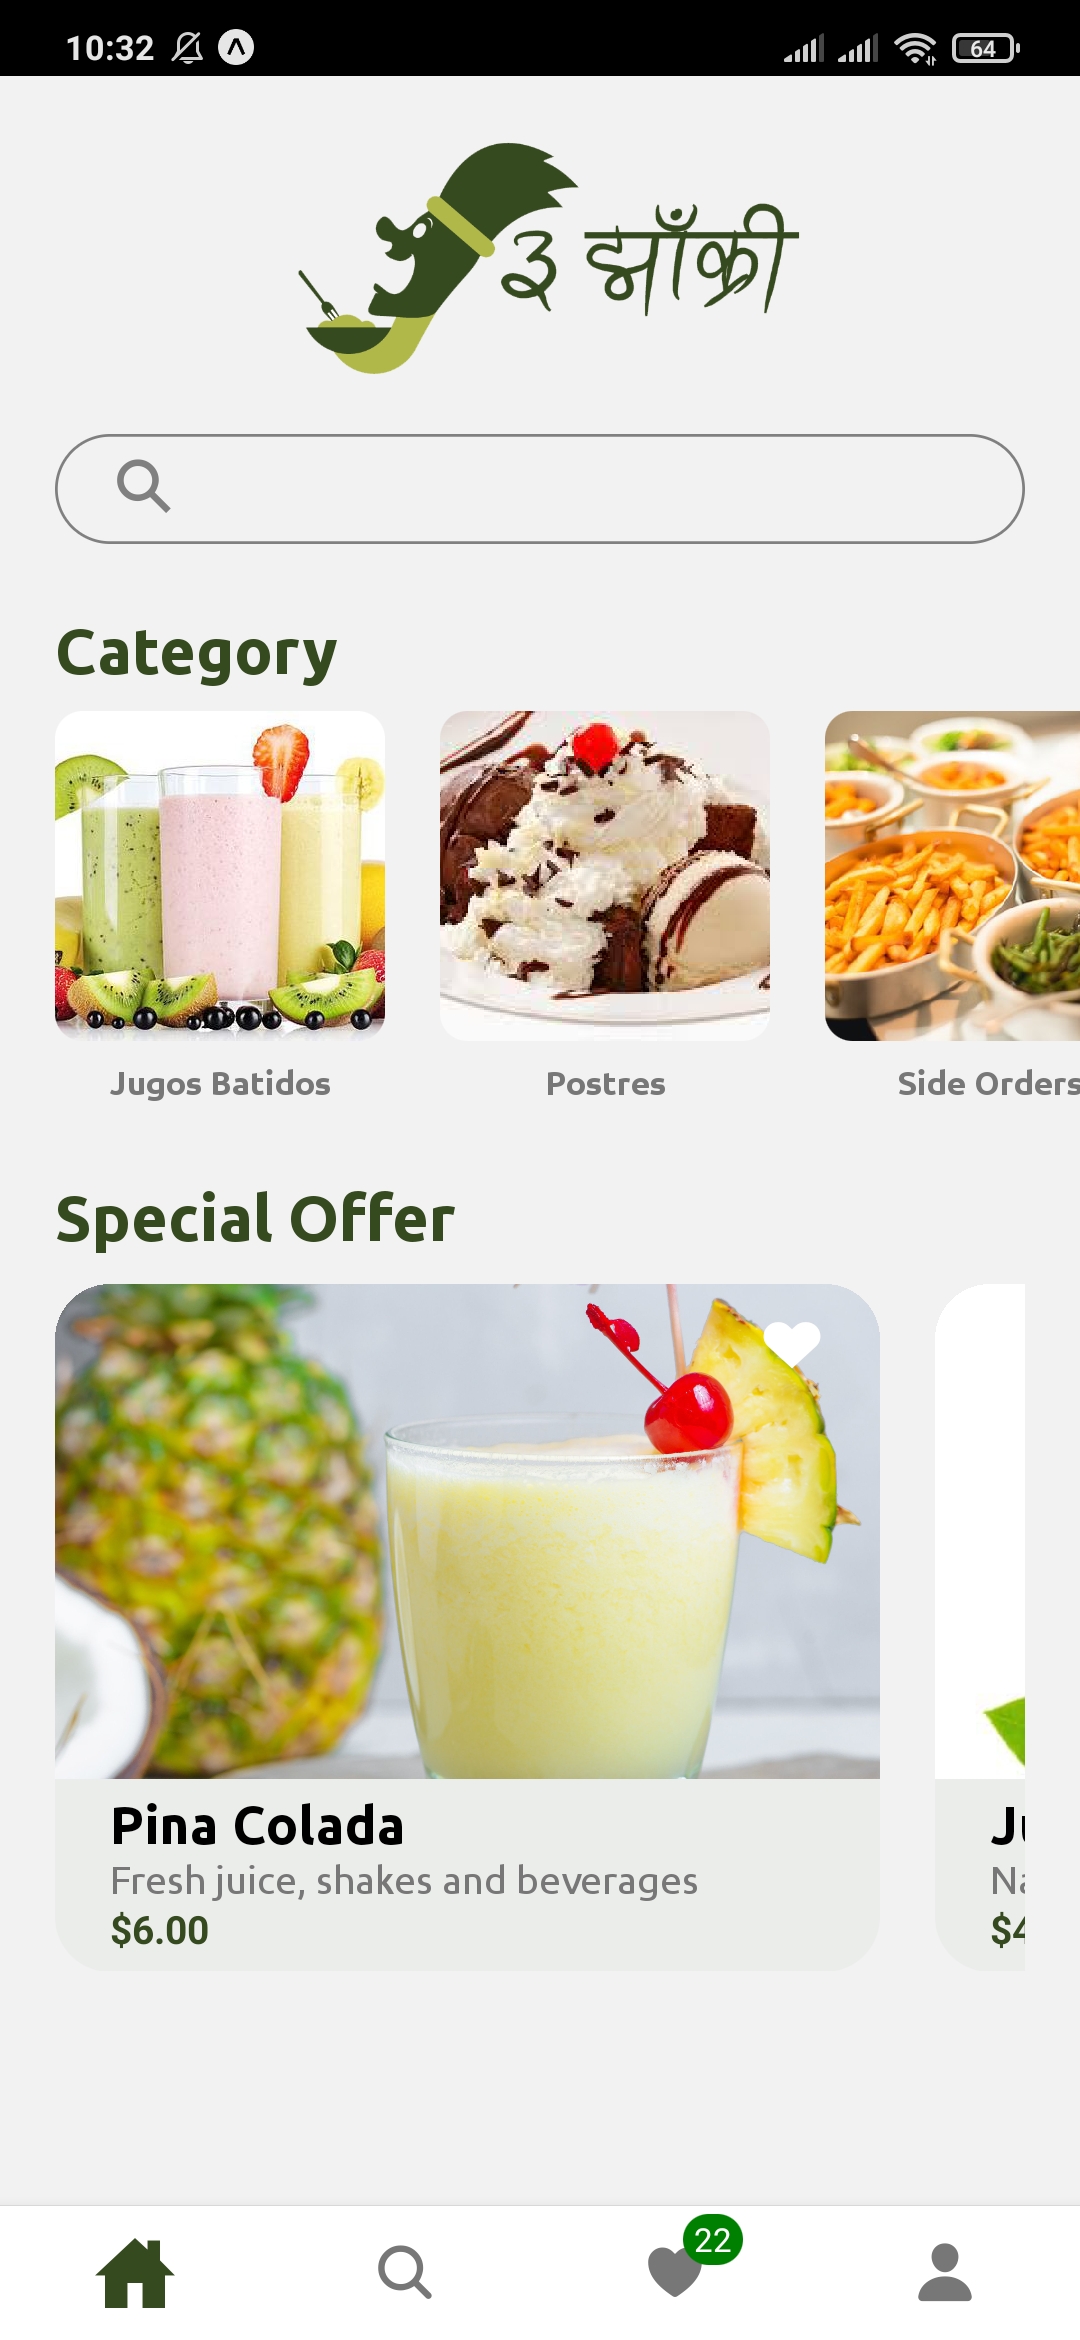 10:32
64
३ झाँकी
Category
Jugos Batidos
Postres
Side Orders
Special Offer
Pina Colada
Fresh juice, shakes and beverages
$6.00
Ju
Na
$4
22